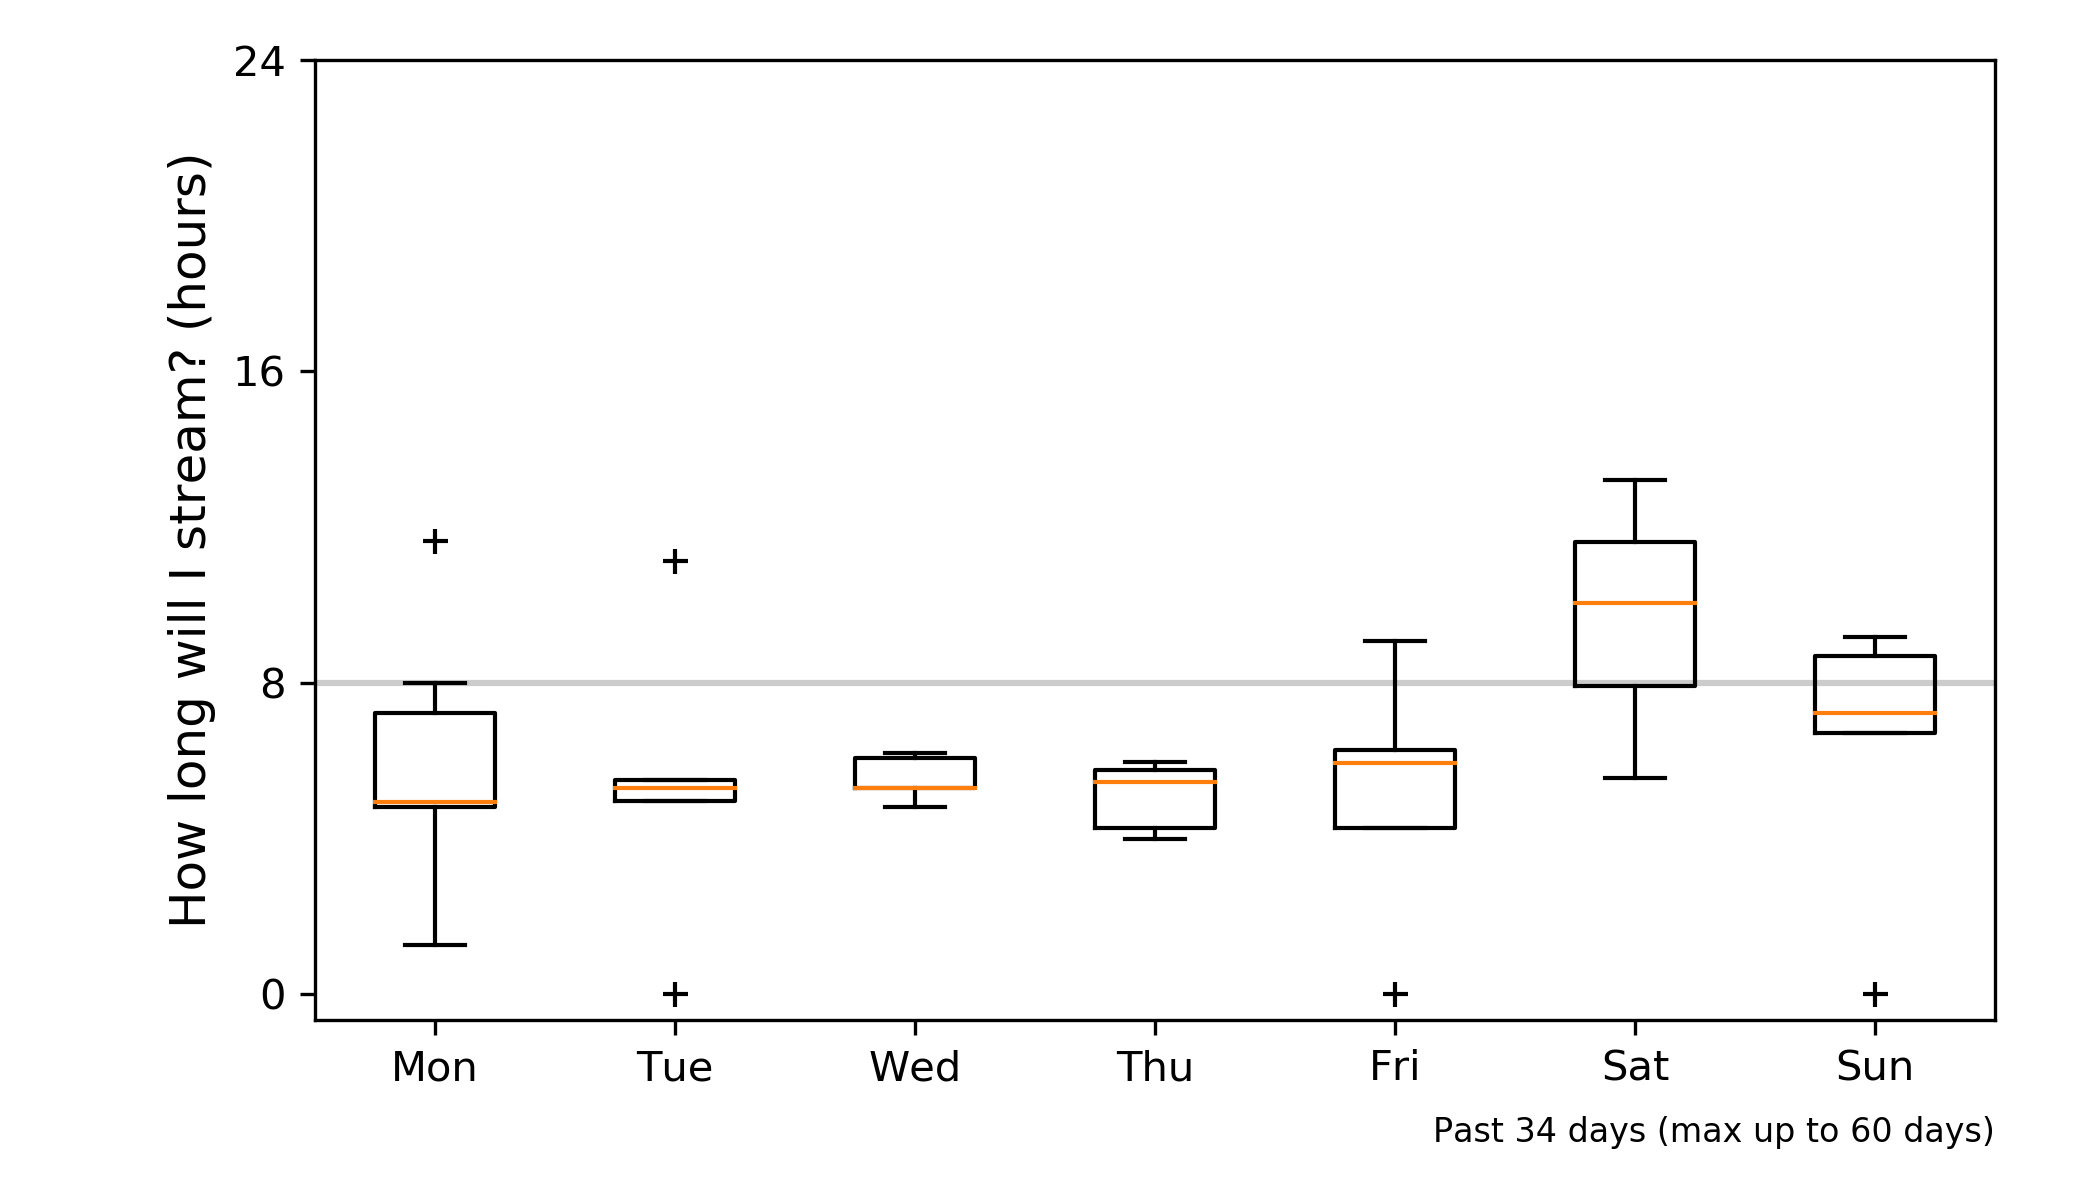 How long will I stream? (hours)
24
16
8
0
Mon Tue Wed Thu Fri Sat Sun
Past 34 days (max up to 60 days)